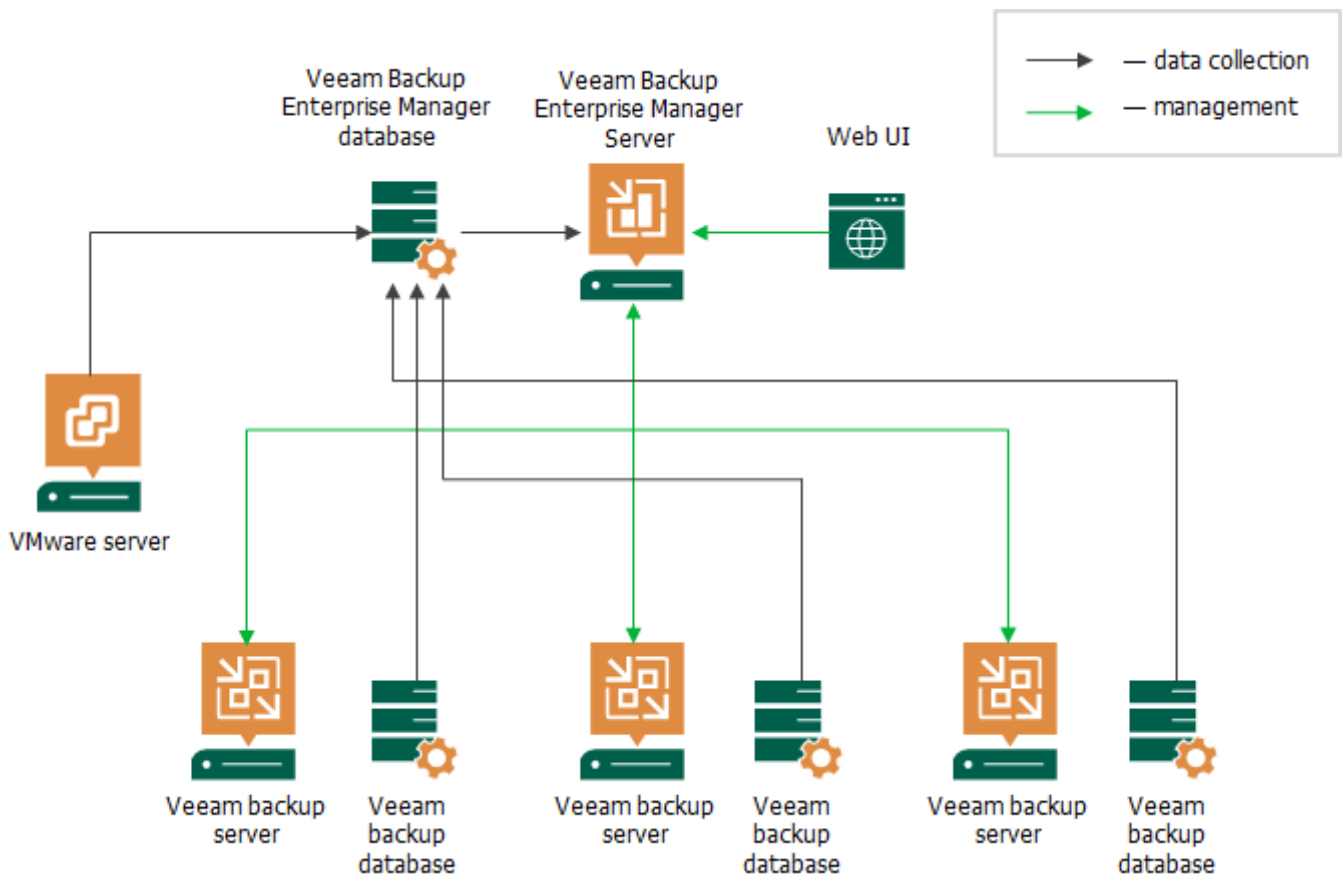 Veeam Backup
Enterprise Manager
database
Veeam Backup
Enterprise Manager
Server
Web UI
— data collection
— management
VMware server
Veeam backup
server
Veeam
backup
database
Veeam backup
server
Veeam
backup
database
Veeam backup
server
Veeam
backup
database